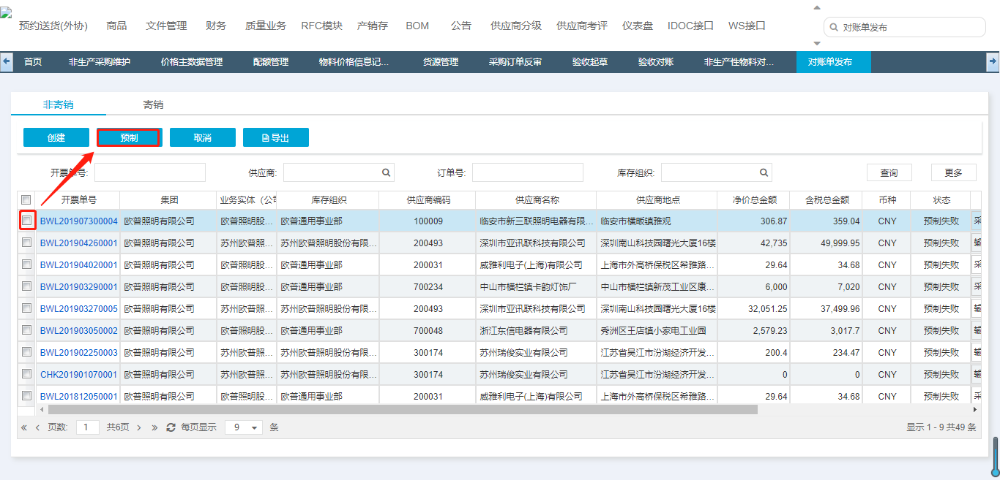 预约送货(外协) 商品 文件管理 财务 质量业务 RFC模块 产销存 BOM 公告 供应商分级 供应商考评 仪表盘 IDOC接口 WS接口 对账单发布
首页 非生产采购维护 价格主数据管理 配额管理 物料价格信息记... 货源管理 采购订单反审 验收起草 验收对账 非生产性物料对... 对账单发布
非寄销 寄销
创建 预制 取消 导出
开票单号: 供应商: 订单号: 库存组织: 查询 更多
开票单号 集团 业务实体（公司 库存组织 供应商编码 供应商名称 供应商地点 净价总金额 含税总金额 币种 状态
BWL201907300004 欧普照明有限公司 欧普照明股... 欧普通用事业部 100009 临安市新三联照明电器有限... 临安市横畈镇雅观 306.87 359.04 CNY 预制失败 采
BWL201904260001 欧普照明有限公司 苏州欧普照... 苏州欧普照明股份有限... 200493 深圳市亚讯联科技有限公司 深圳南山科技园曙光大厦16楼 42,735 49,999.95 CNY 预制失败 输
BWL201904020001 欧普照明有限公司 欧普照明股... 欧普通用事业部 200031 威雅利电子(上海)有限公司 上海市外高桥保税区希雅路... 29.64 34.68 CNY 预制失败 采
BWL201903290001 欧普照明有限公司 欧普照明股... 欧普通用事业部 700234 中山市横栏镇卡韵灯饰厂 中山市横栏镇新茂工业区康... 6,000 7,020 CNY 预制失败 采
BWL201903270005 欧普照明有限公司 苏州欧普照... 苏州欧普照明股份有限... 200493 深圳市亚讯联科技有限公司 深圳南山科技园曙光大厦16楼 32,051.25 37,499.96 CNY 预制失败 输
BWL201903050002 欧普照明有限公司 欧普照明股... 欧普通用事业部 700048 浙江东信电器有限公司 秀洲区王店镇小家电工业园 2,579.23 3,017.7 CNY 预制失败 输
BWL201902250003 欧普照明有限公司 苏州欧普照... 苏州欧普照明股份有限... 300174 苏州瑞俊实业有限公司 江苏省吴江市汾湖经济开发... 200.4 234.47 CNY 预制失败 输
CHK201901070001 欧普照明有限公司 苏州欧普照... 苏州欧普照明股份有限... 300174 苏州瑞俊实业有限公司 江苏省吴江市汾湖经济开发... 0 0 CNY 预制失败 输
BWL201812050001 欧普照明有限公司 欧普照明股... 欧普通用事业部 200031 威雅利电子(上海)有限公司 上海市外高桥保税区希雅路... 29.64 34.68 CNY 预制失败 采
页数: 1 共6页 每页显示 9 条 显示 1 - 9 共49 条